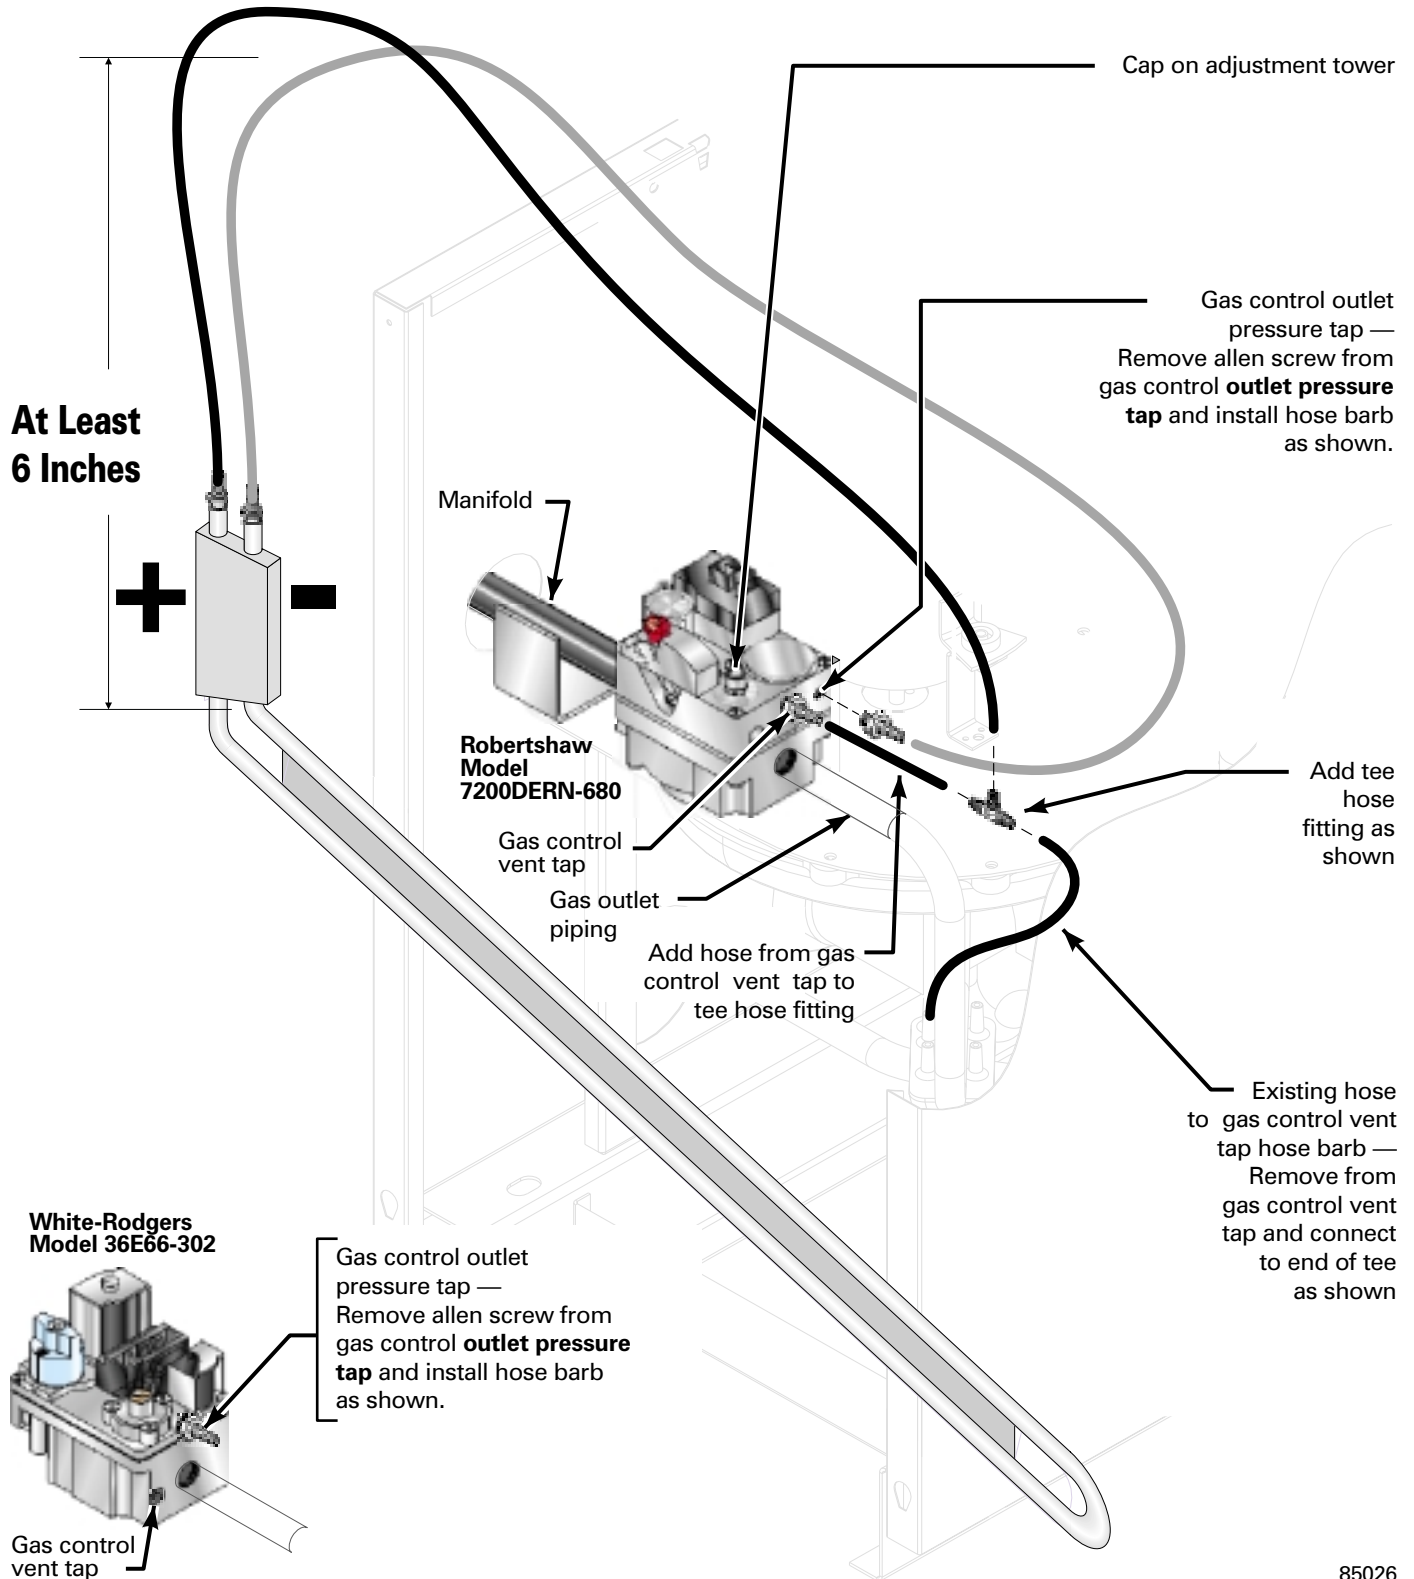 Cap on adjustment tower
Gas control outlet
pressure tap —
Remove allen screw from
gas control outlet pressure
tap and install hose barb
as shown.
At Least
6 Inches
Manifold
+
-
Robertshaw
Model
7200DERN-680
Add tee
hose
fitting as
shown
Gas control
vent tap
Gas outlet
piping
Add hose from gas
control vent tap to
tee hose fitting
Existing hose
to gas control vent
tap hose barb —
Remove from
gas control vent
tap and connect
to end of tee
as shown
White-Rodgers
Model 36E66-302
Gas control outlet
pressure tap —
Remove allen screw from
gas control outlet pressure
tap and install hose barb
as shown.
Gas control
vent tap
85026